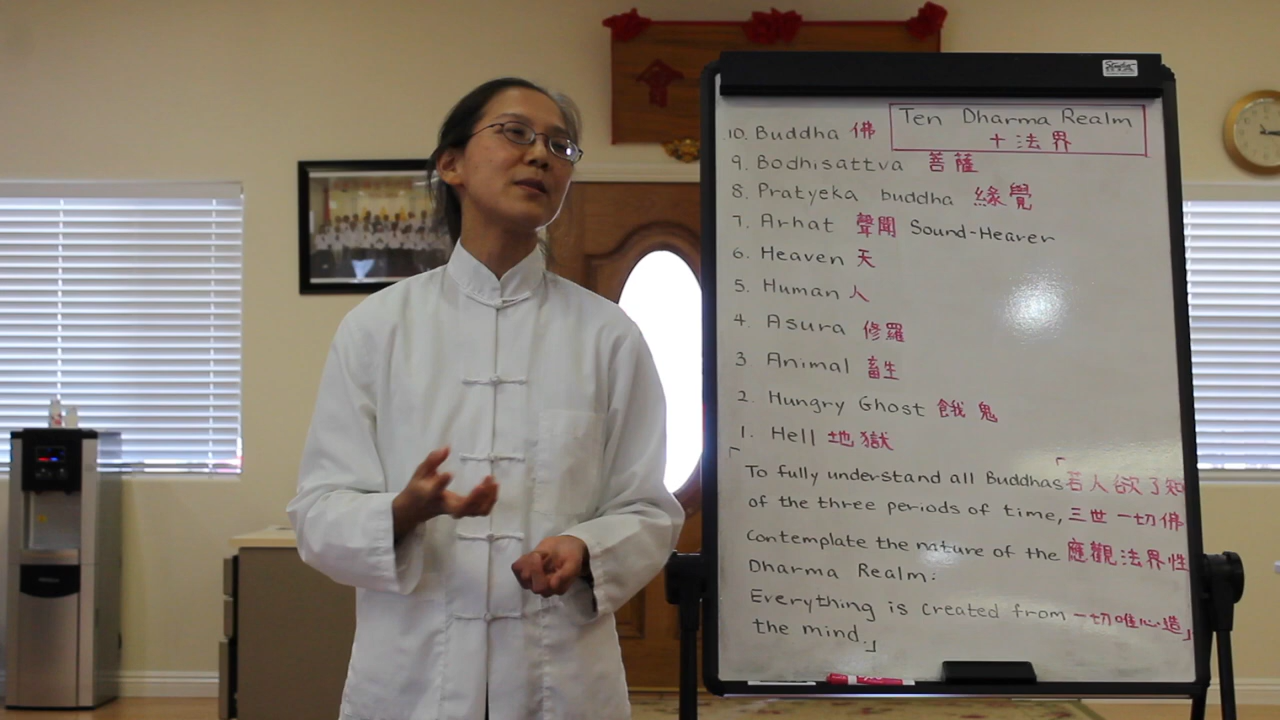 Ten Dharma Realm
十法界
10. Buddha 佛
9. Bodhisattva 菩薩
8. Pratyeka buddha 緣覺
7. Arhat 聲聞 Sound-Hearer
6. Heaven 天
5. Human 人
4. Asura 修羅
3 Animal 畜生
2. Hungry Ghost 餓鬼
1. Hell 地獄
「To fully understand all Buddhas「若人欲了知
of the three periods of time,三世一切佛
Contemplate the nature of the 應觀法界性
Dharma Realm:
Everything is created from 一切唯心造」
the mind.」